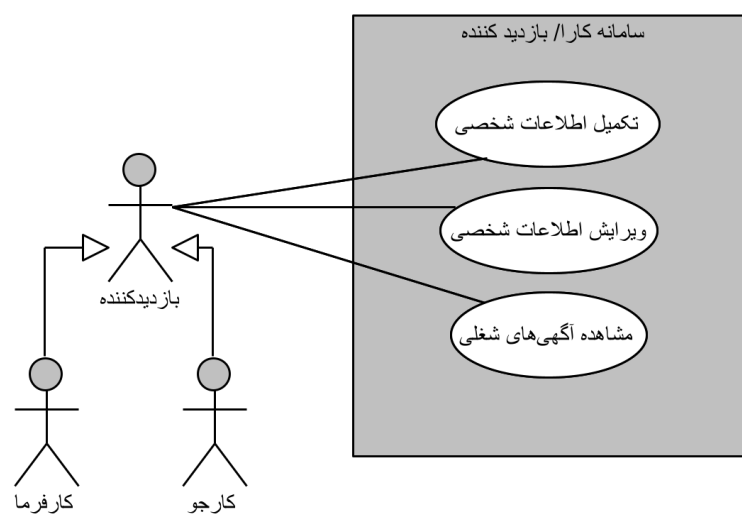 سامانه کارا/ بازدید کننده
تکمیل اطلاعات شخصی
ویرایش اطلاعات شخصی
مشاهده آگهی‌های شغلی
بازدیدکننده
کارجو
کارفرما